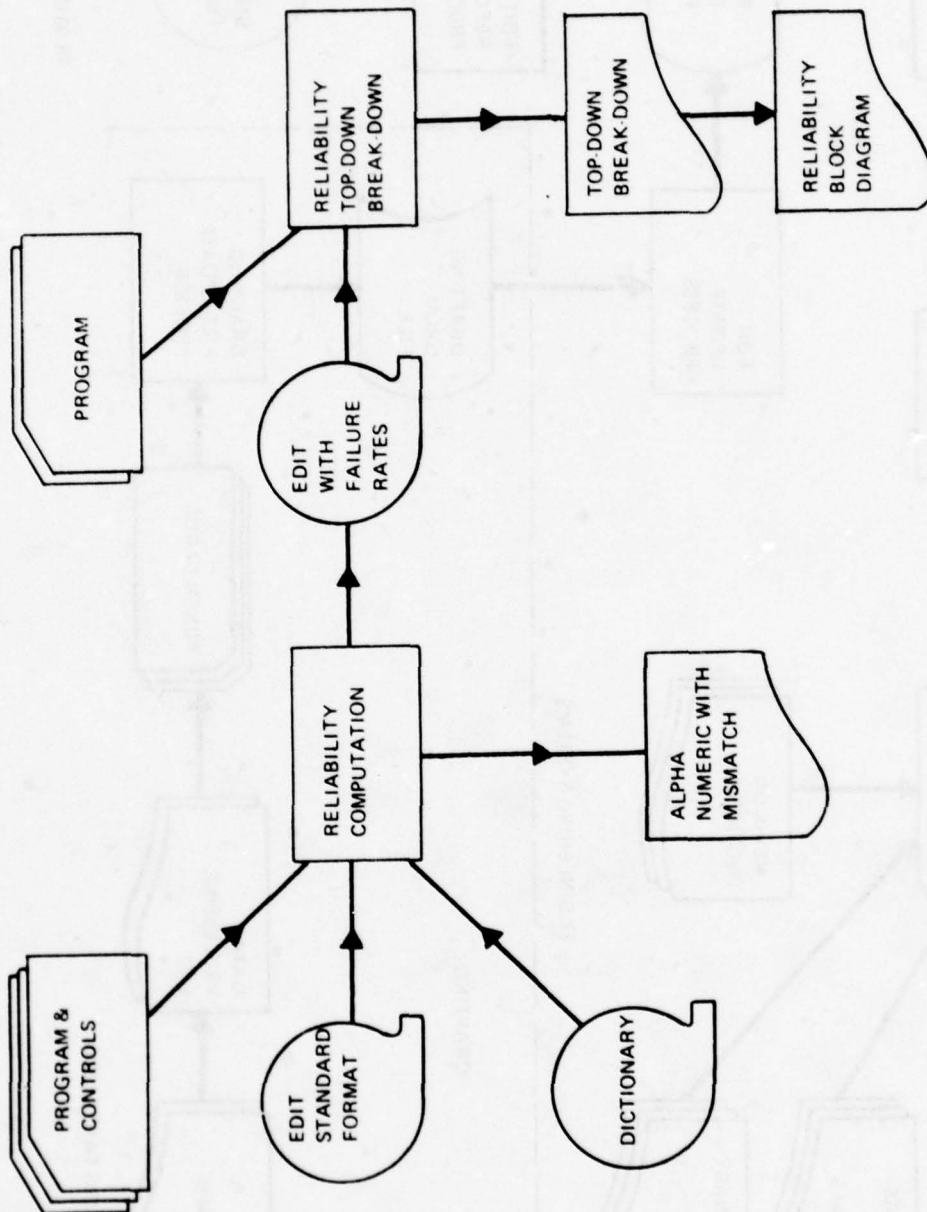 PROGRAM &
CONTROLS
EDIT
STANDARD
FORMAT
DICTIONARY
RELIABILITY
COMPUTATION
ALPHA
NUMERIC WITH
MISMATCH
EDIT
WITH
FAILURE
RATES
PROGRAM
RELIABILITY
TOP-DOWN
BREAK-DOWN
TOP-DOWN
BREAK-DOWN
RELIABILITY
BLOCK
DIAGRAM